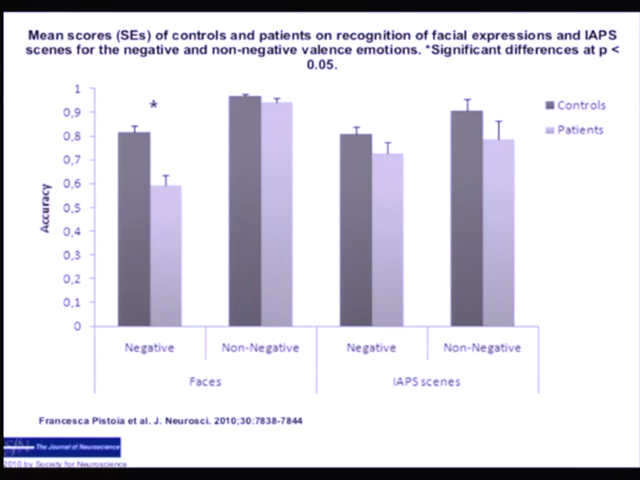 Mean scores (SEs) of controls and patients on recognition of facial expressions and IAPS
scenes for the negative and non-negative valence emotions. *Significant differences at p <
0.05.
1
0,9
0,8
0,7
0,6
0,5
0,4
0,3
0,2
0,1
0
Accuracy
*
Controls
Patients
Negative Non-Negative Negative Non-Negative
Faces IAPS scenes
Francesca Pistoia et al. J. Neurosci. 2010;30:7838-7844
The Journal of Neuroscience
2010 by Society for Neuroscience